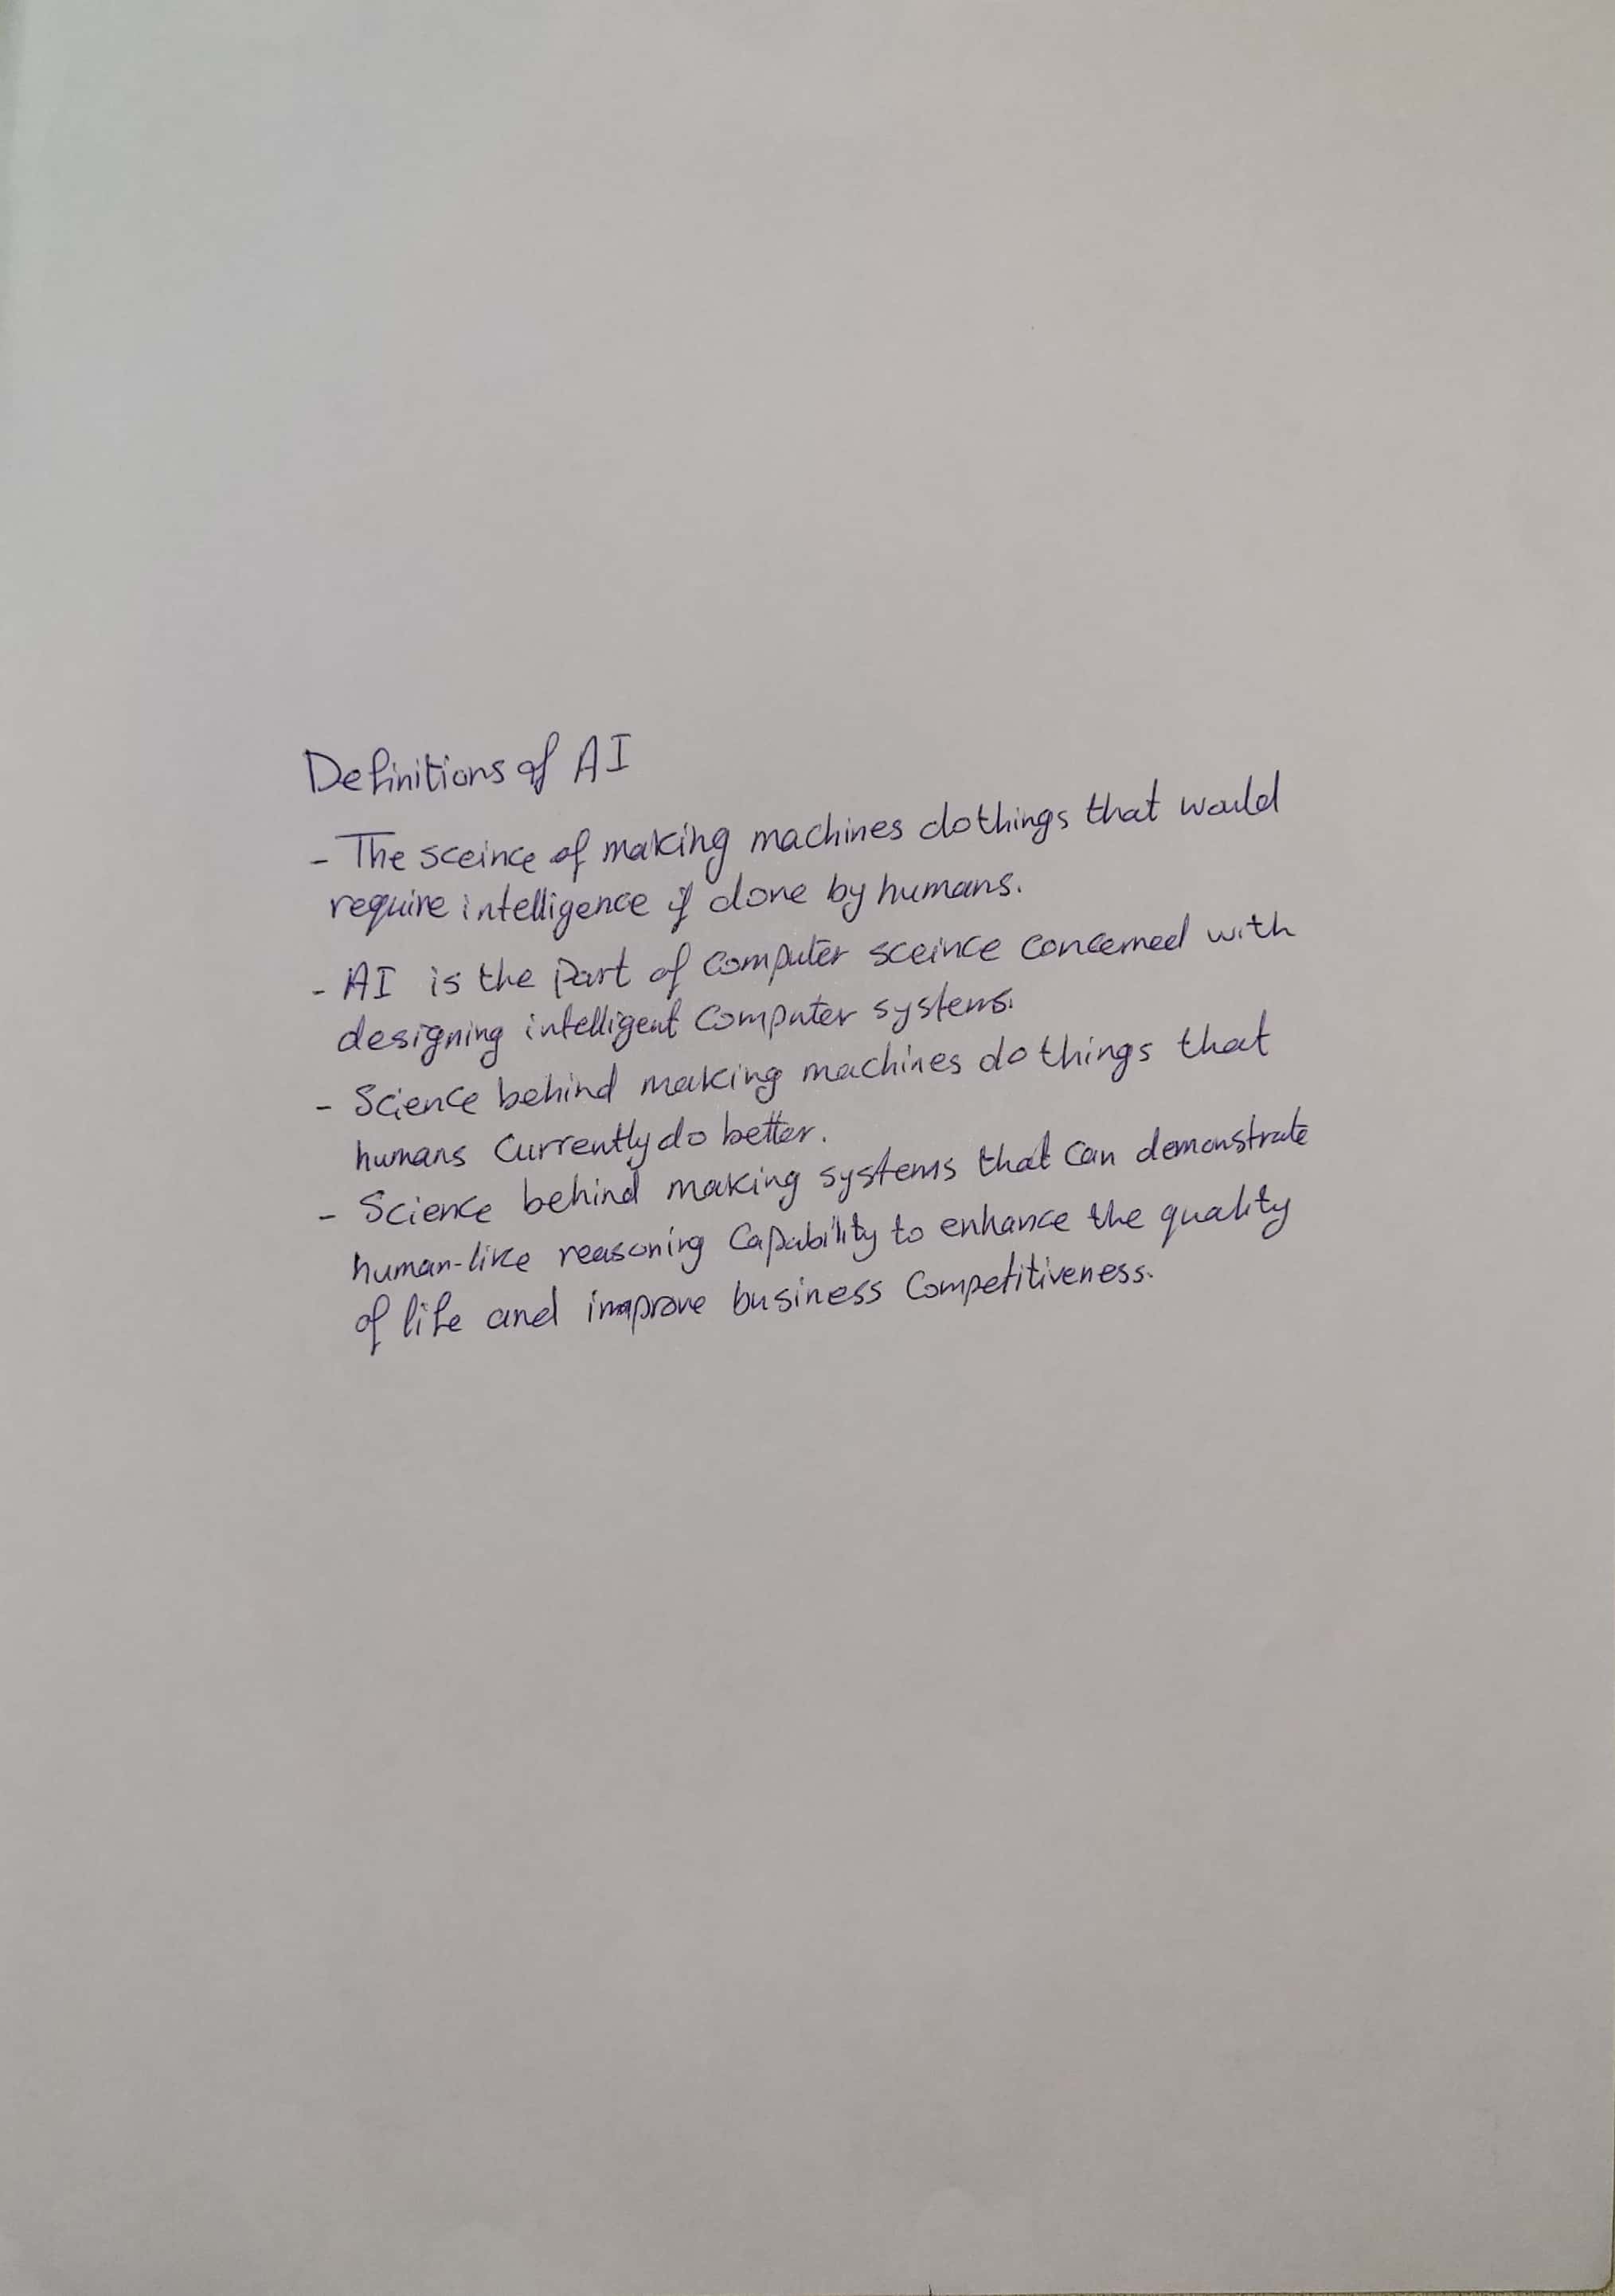 Definitions of AI
- The sceince of making machines do things that would
require intelligence if done by humans.
- AI is the part of computer sceince concerned with
designing intelligent computer systems.
- Science behind making machines do things that
humans currently do better.
- Science behind making systems that can demonstrate
human-like reasoning capability to enhance the quality
of life and improve business competitiveness.